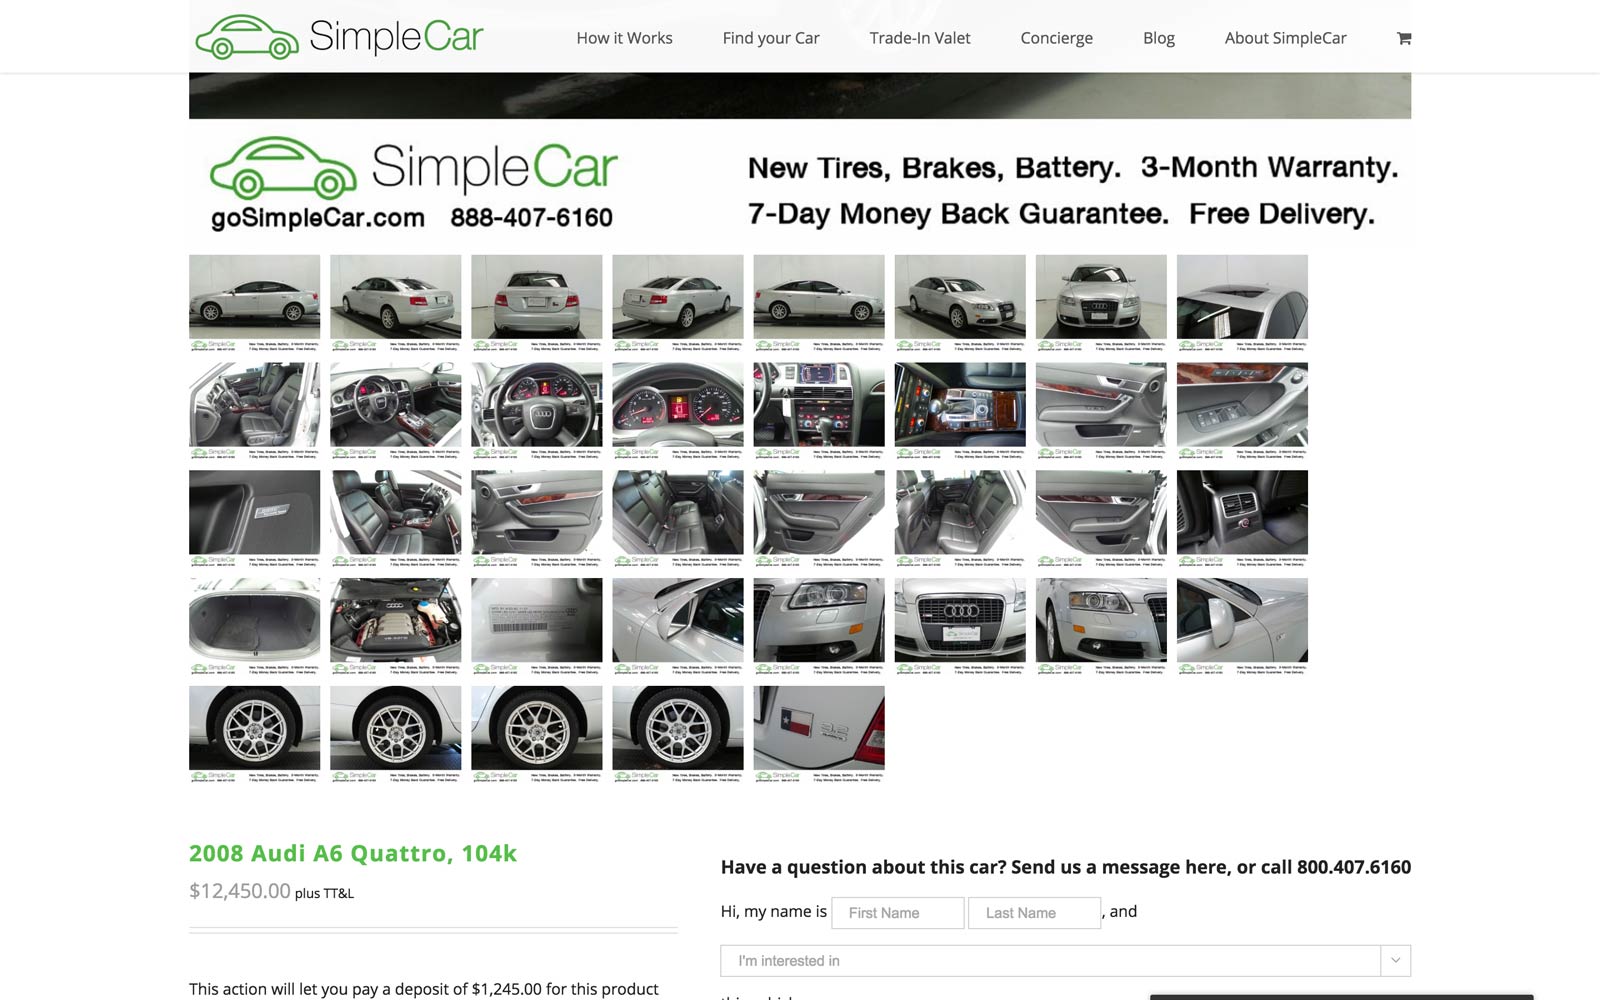 SimpleCar
How it Works
Find your Car
Trade-In Valet
Concierge
Blog
About SimpleCar
SimpleCar
goSimpleCar.com 888-407-6160
New Tires, Brakes, Battery. 3-Month Warranty.
7-Day Money Back Guarantee. Free Delivery.
2008 Audi A6 Quattro, 104k
$12,450.00 plus TT&L
This action will let you pay a deposit of $1,245.00 for this product
Have a question about this car? Send us a message here, or call 800.407.6160
Hi, my name is First Name Last Name , and
I'm interested in